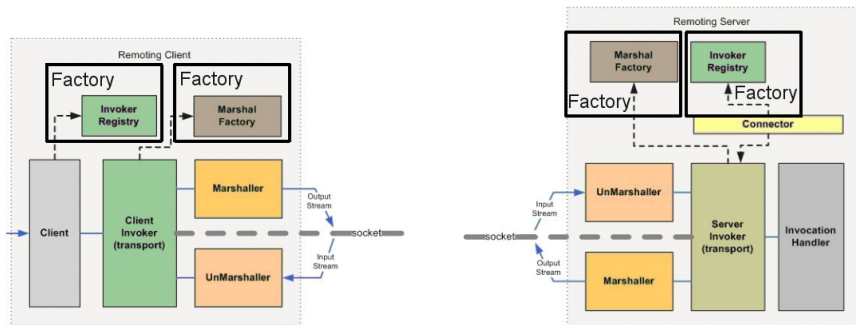 Remoting Client
Factory
Factory
Invoker
Registry
Marshal
Factory
Client
Client
Invoker
(transport)
Marshaller
UnMarshaller
Output
Stream
socket
Input
Stream
Remoting Server
Marshal
Factory
Invoker
Registry
Factory
Factory
Connector
UnMarshaller
Input
Stream
socket
Output
Stream
Marshaller
Server
Invoker
(transport)
Invocation
Handler